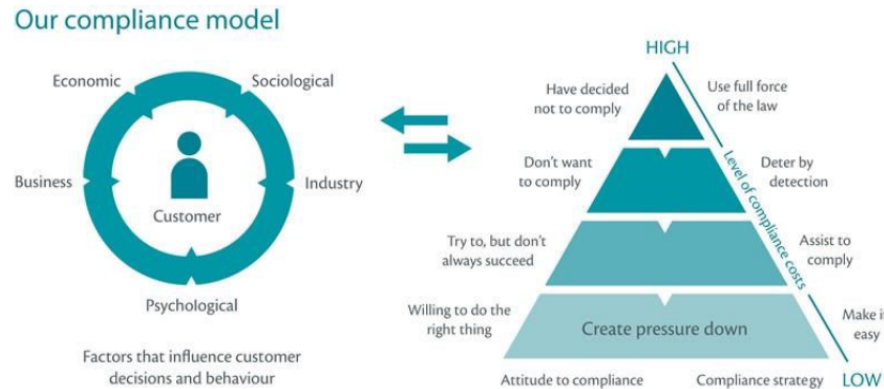 Our compliance model
Economic
Sociological
Business
Industry
Customer
Psychological
Factors that influence customer
decisions and behaviour
HIGH
Have decided
not to comply
Use full force
of the law
Don't want
to comply
Deter by
detection
Level of compliance costs
Try to, but don't
always succeed
Assist to
comply
Willing to do the
right thing
Create pressure down
Make it
easy
Attitude to compliance
Compliance strategy
LOW